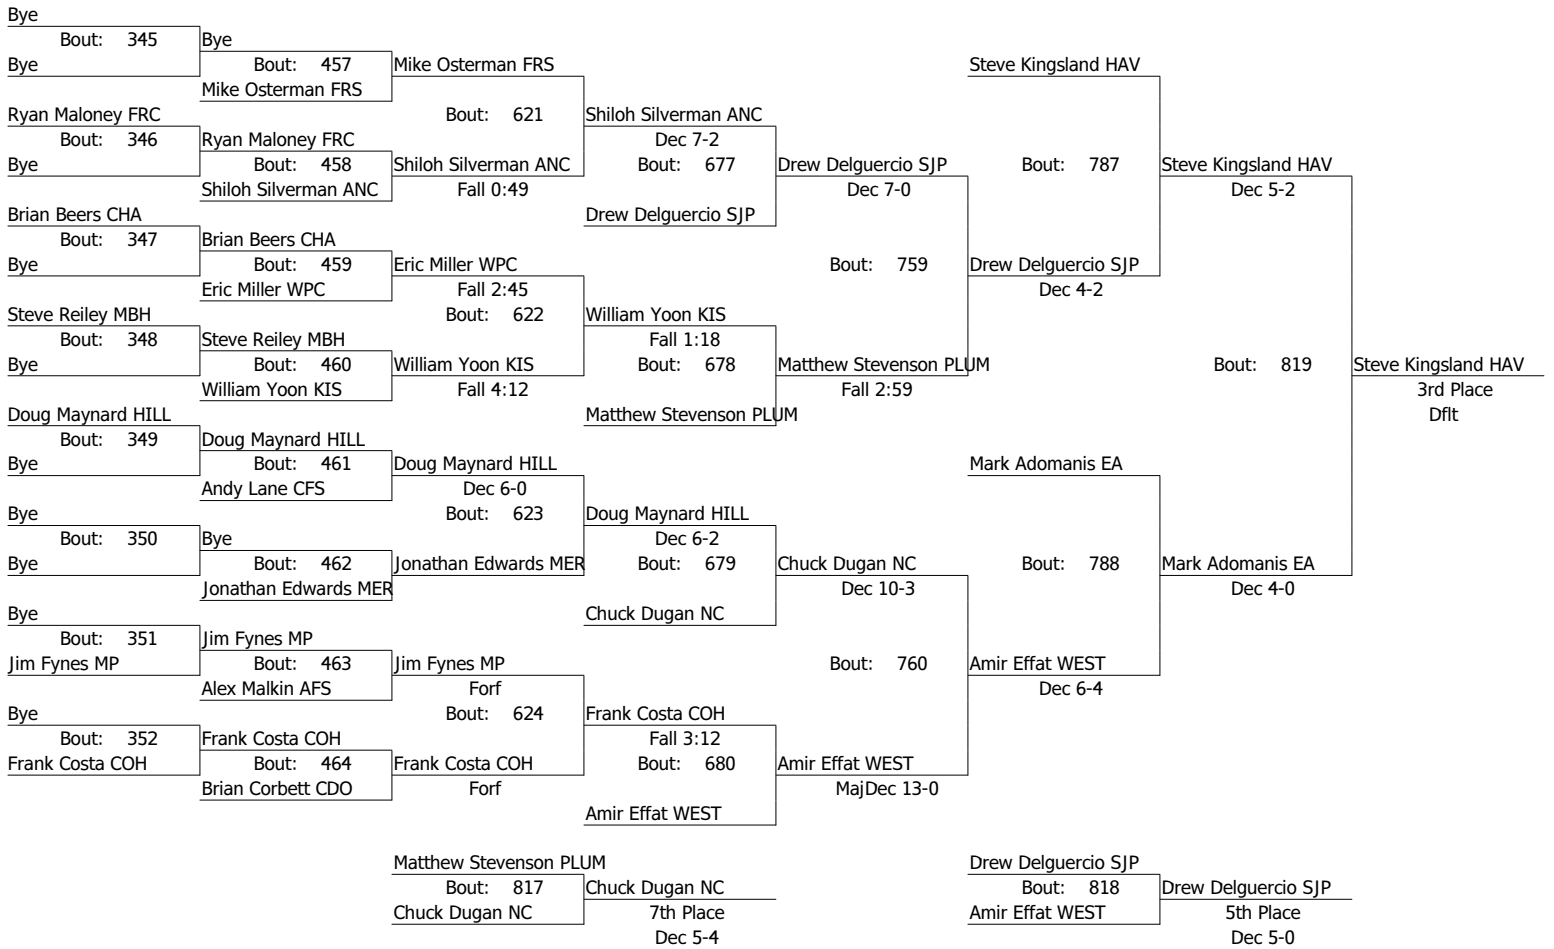 Bye
Bout: 345 Bye
Bye Bout: 457 Mike Osterman FRS Steve Kingsland HAV
Mike Osterman FRS
Ryan Maloney FRC Bout: 621 Shiloh Silverman ANC
Bout: 346 Ryan Maloney FRC Dec 7-2
Bye Bout: 458 Shiloh Silverman ANC Bout: 677 Drew Delguercio SJP Bout: 787 Steve Kingsland HAV
Shiloh Silverman ANC Fall 0:49 Dec 7-0 Dec 5-2
Brian Beers CHA Drew Delguercio SJP
Bout: 347 Brian Beers CHA
Bye Bout: 459 Eric Miller WPC Bout: 759 Drew Delguercio SJP
Eric Miller WPC Fall 2:45 Dec 4-2
Steve Reiley MBH Bout: 622 William Yoon KIS
Bout: 348 Steve Reiley MBH Fall 1:18
Bye Bout: 460 William Yoon KIS Bout: 678 Matthew Stevenson PLUM Bout: 819 Steve Kingsland HAV
William Yoon KIS Fall 4:12 Fall 2:59 3rd Place
Doug Maynard HILL Matthew Stevenson PLUM Dflt
Bout: 349 Doug Maynard HILL
Bye Bout: 461 Doug Maynard HILL Mark Adomanis EA
Andy Lane CFS Dec 6-0
Bye Bout: 623 Doug Maynard HILL
Bout: 350 Bye Dec 6-2
Bye Bout: 462 Jonathan Edwards MER Bout: 679 Chuck Dugan NC Bout: 788 Mark Adomanis EA
Jonathan Edwards MER Dec 10-3 Dec 4-0
Bye Chuck Dugan NC
Bout: 351 Jim Fynes MP
Jim Fynes MP Bout: 463 Jim Fynes MP Bout: 760 Amir Effat WEST
Alex Malkin AFS Forf Dec 6-4
Bye Bout: 624 Frank Costa COH
Bout: 352 Frank Costa COH Fall 3:12
Frank Costa COH Bout: 464 Frank Costa COH Bout: 680 Amir Effat WEST
Brian Corbett CDO Forf MajDec 13-0
Amir Effat WEST
Matthew Stevenson PLUM Drew Delguercio SJP
Bout: 817 Chuck Dugan NC Bout: 818 Drew Delguercio SJP
Chuck Dugan NC 7th Place Amir Effat WEST 5th Place
Dec 5-4 Dec 5-0